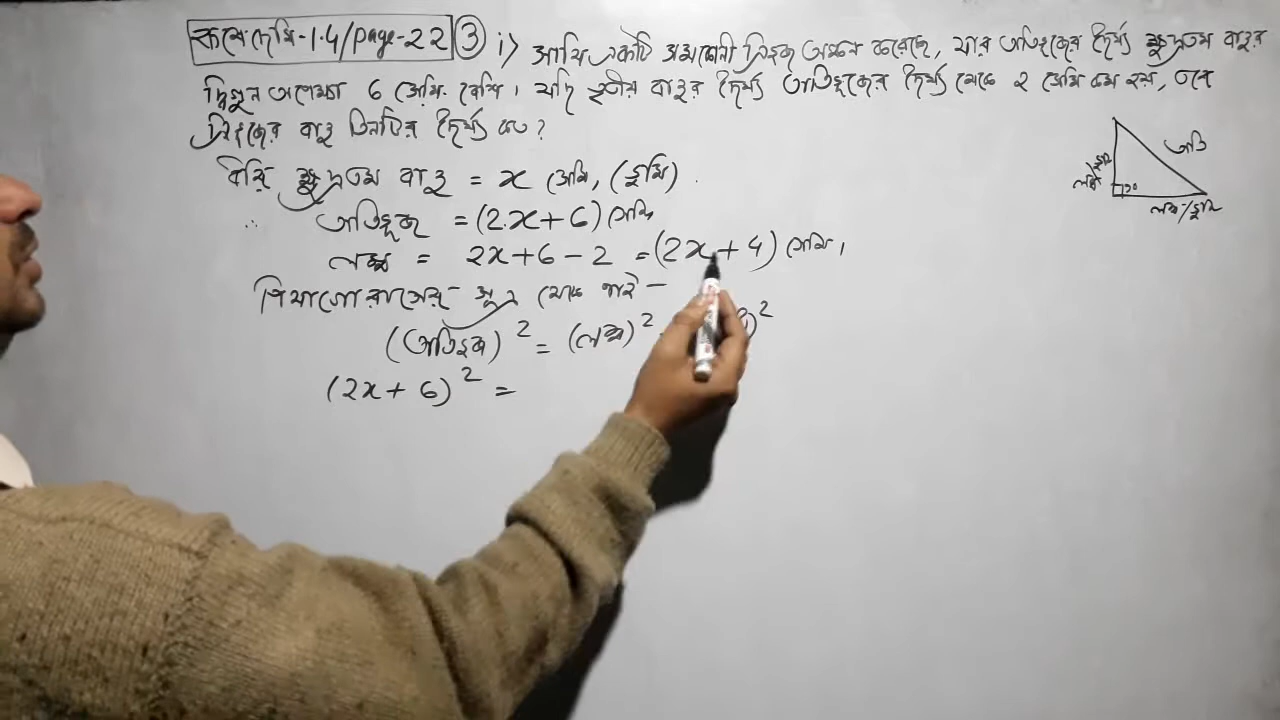 কষে দেখি-1.4/page-22 ③ i) আমি একটি সমকোণী ত্রিভুজ অঙ্কন করেছি, যার অতিভুজের দৈর্ঘ্য ক্ষুদ্রতম বাহুর
দ্বিগুন অপেক্ষা 6 সেমি. বেশি। যদি তৃতীয় বাহুর দৈর্ঘ্য অতিভুজের দৈর্ঘ্য থেকে ২ সেমি কম হয়, তবে
ত্রিভুজের বাহু তিনটির দৈর্ঘ্য কত?
ধরি ক্ষুদ্রতম বাহু = x সেমি, (ভূমি)
∴ অতিভূজ = (2x+6) সেমি
লম্ব = 2x+6-2 = (2x+4) সেমি।
পিথাগোরাসের সূত্র থেকে পাই -
(অতিভূজ)² = (লম্ব)² )²
(2x+6)² =
অতি
লম্ব/ভূমি
90
লম্ব/ভূমি